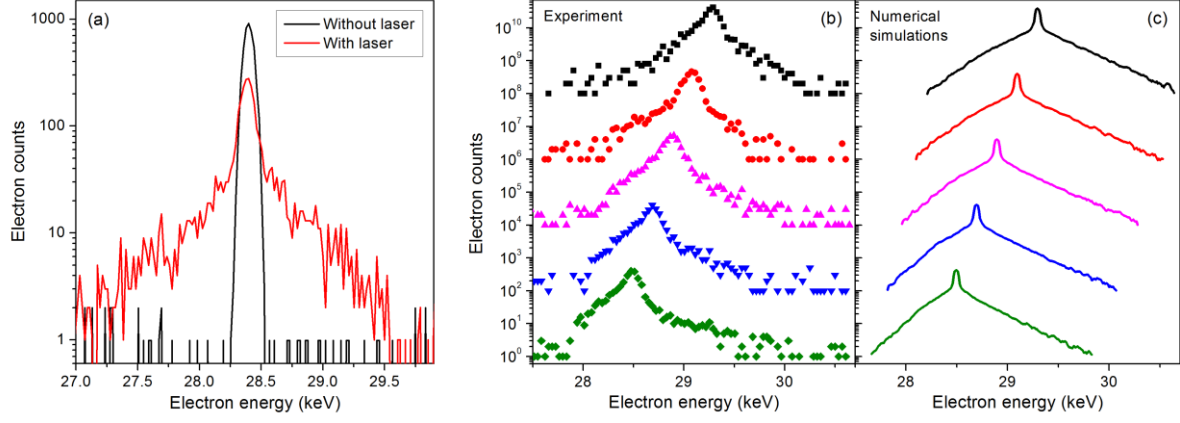 (a)
Without laser
With laser
1000
100
10
1
Electron counts
27.0 27.5 28.0 28.5 29.0 29.5
Electron energy (keV)
Experiment
(b)
10^10
10^9
10^8
10^7
10^6
10^5
10^4
10^3
10^2
10^1
10^0
Electron counts
28 29 30
Electron energy (keV)
Numerical
simulations
(c)
28 29 30
Electron energy (keV)